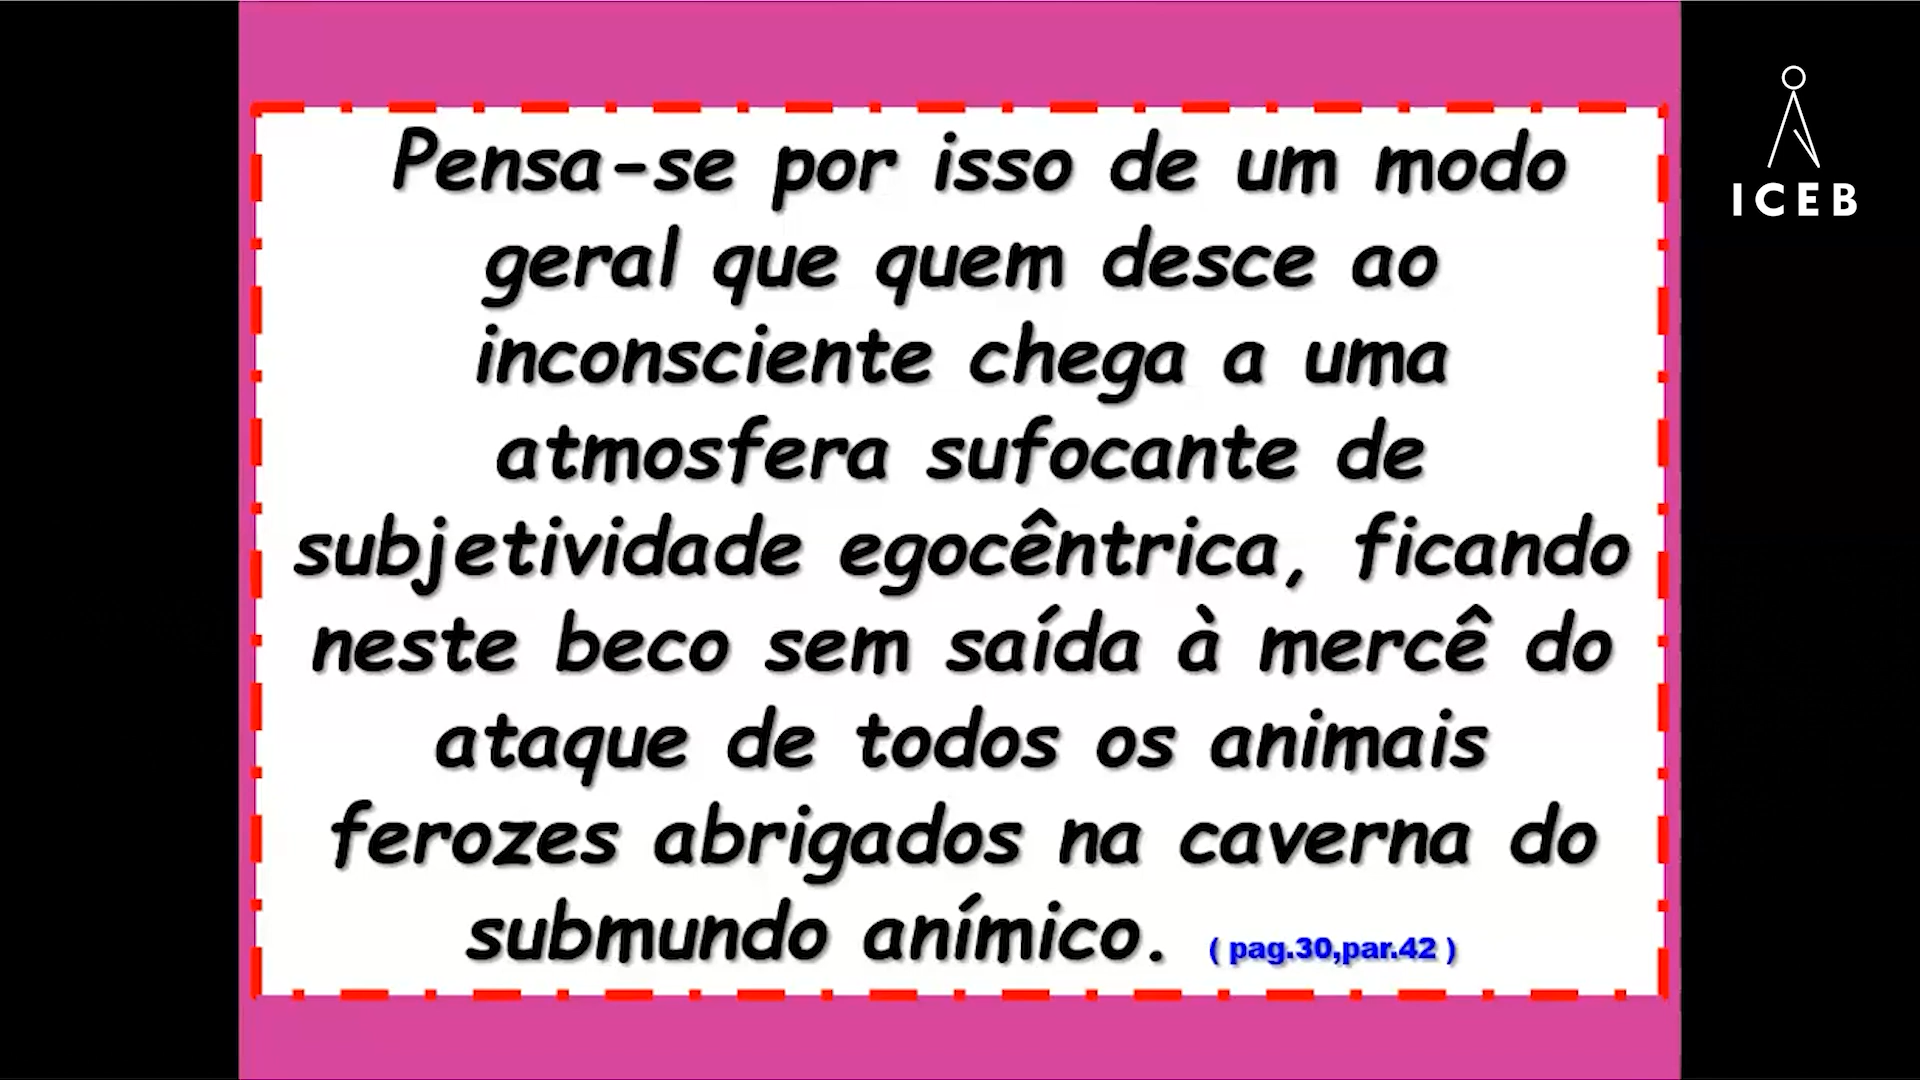 Pensa-se por isso de um modo
geral que quem desce ao
inconsciente chega a uma
atmosfera sufocante de
subjetividade egocêntrica, ficando
neste beco sem saída à mercê do
ataque de todos os animais
ferozes abrigados na caverna do
submundo anímico. ( pag.30,par.42 )
ICEB